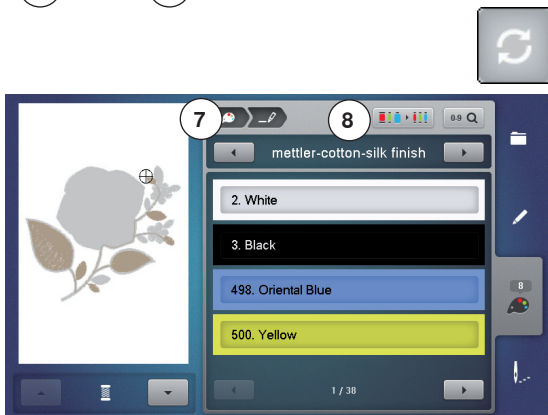 7
8
0-9
mettler-cotton-silk finish
2. White
3. Black
498. Oriental Blue
8
500. Yellow
1 / 38